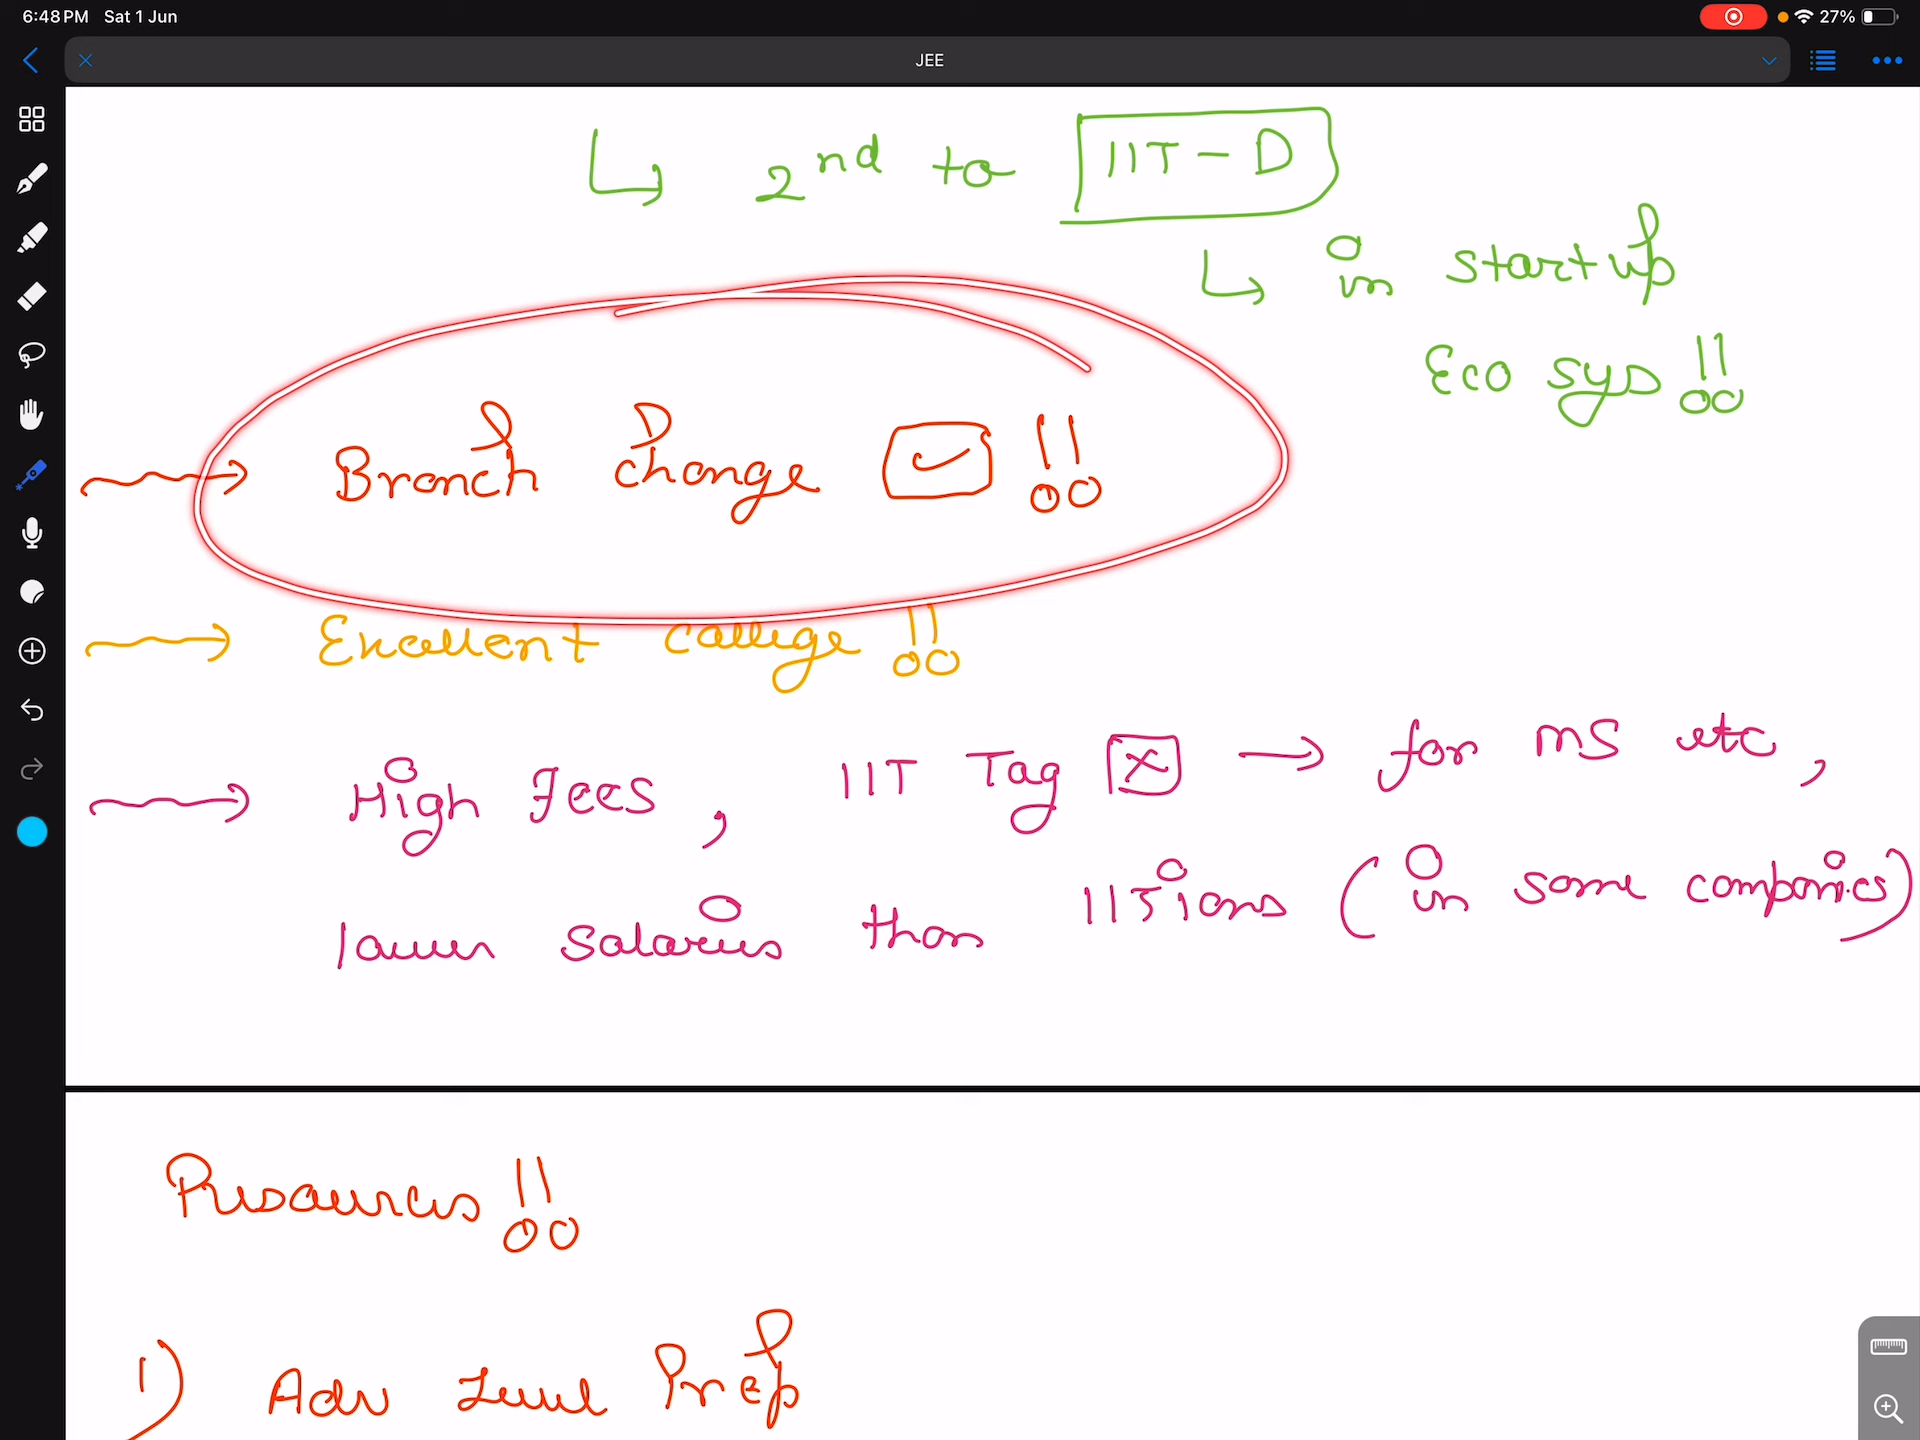 6:48 PM Sat 1 Jun
27%
JEE
2nd to IIT - D
in startup
Eco sys !!
Branch change !!
Excellent college !!
High Fees, IIT Tag → for MS etc,
lower salaries than IITians (in some companies)
Resources !!
1) Adv Level Prep